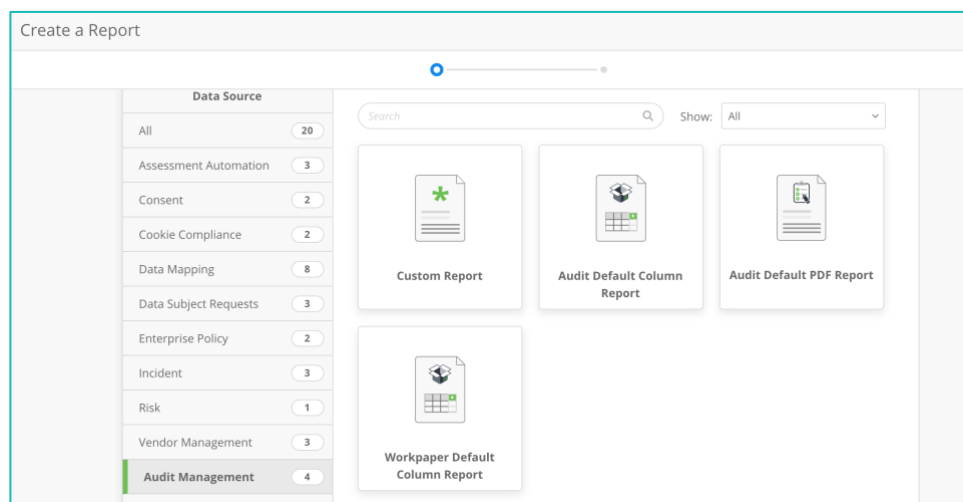 Create a Report
Data Source
All 20
Assessment Automation 3
Consent 2
Cookie Compliance 2
Data Mapping 8
Data Subject Requests 3
Enterprise Policy 2
Incident 3
Risk 1
Vendor Management 3
Audit Management 4
Search
Show: All
Custom Report
Audit Default Column
Report
Audit Default PDF Report
Workpaper Default
Column Report